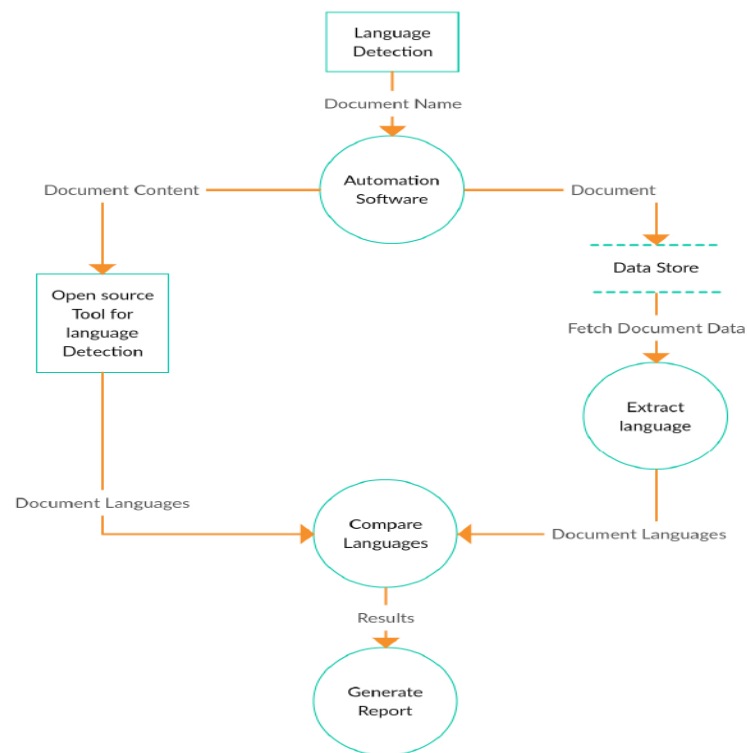 Language
Detection
Document Name
Document Content
Automation
Software
Document
Data Store
Open source
Tool for
language
Detection
Fetch Document Data
Extract
language
Document Languages
Compare
Languages
Document Languages
Results
Generate
Report